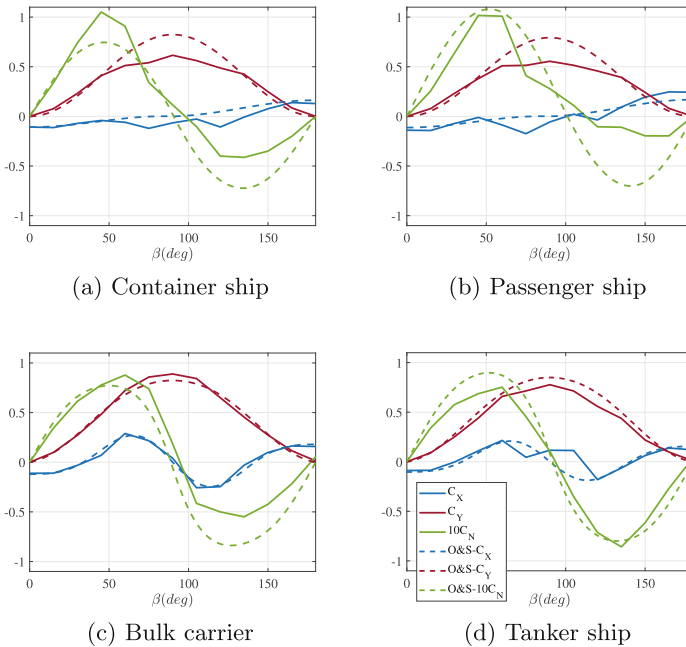 1
0.5
0
-0.5
-1
0 50 100 150
β(deg)
(a) Container ship
1
0.5
0
-0.5
-1
0 50 100 150
β(deg)
(b) Passenger ship
1
0.5
0
-0.5
-1
0 50 100 150
β(deg)
(c) Bulk carrier
1
0.5
0
-0.5
-1
C_X
C_Y
10C_N
O&S-C_X
O&S-C_Y
O&S-10C_N
100 150
β(deg)
(d) Tanker ship